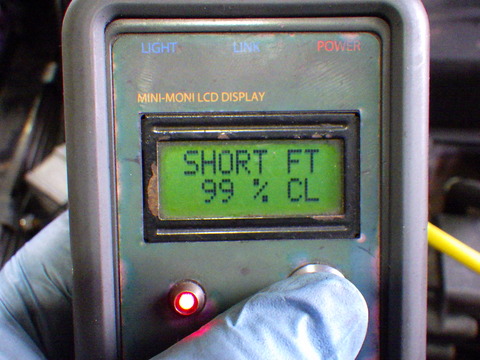 LIGHT LINK POWER
MINI-MONI LCD DISPLAY
SHORT FT
99 % CL